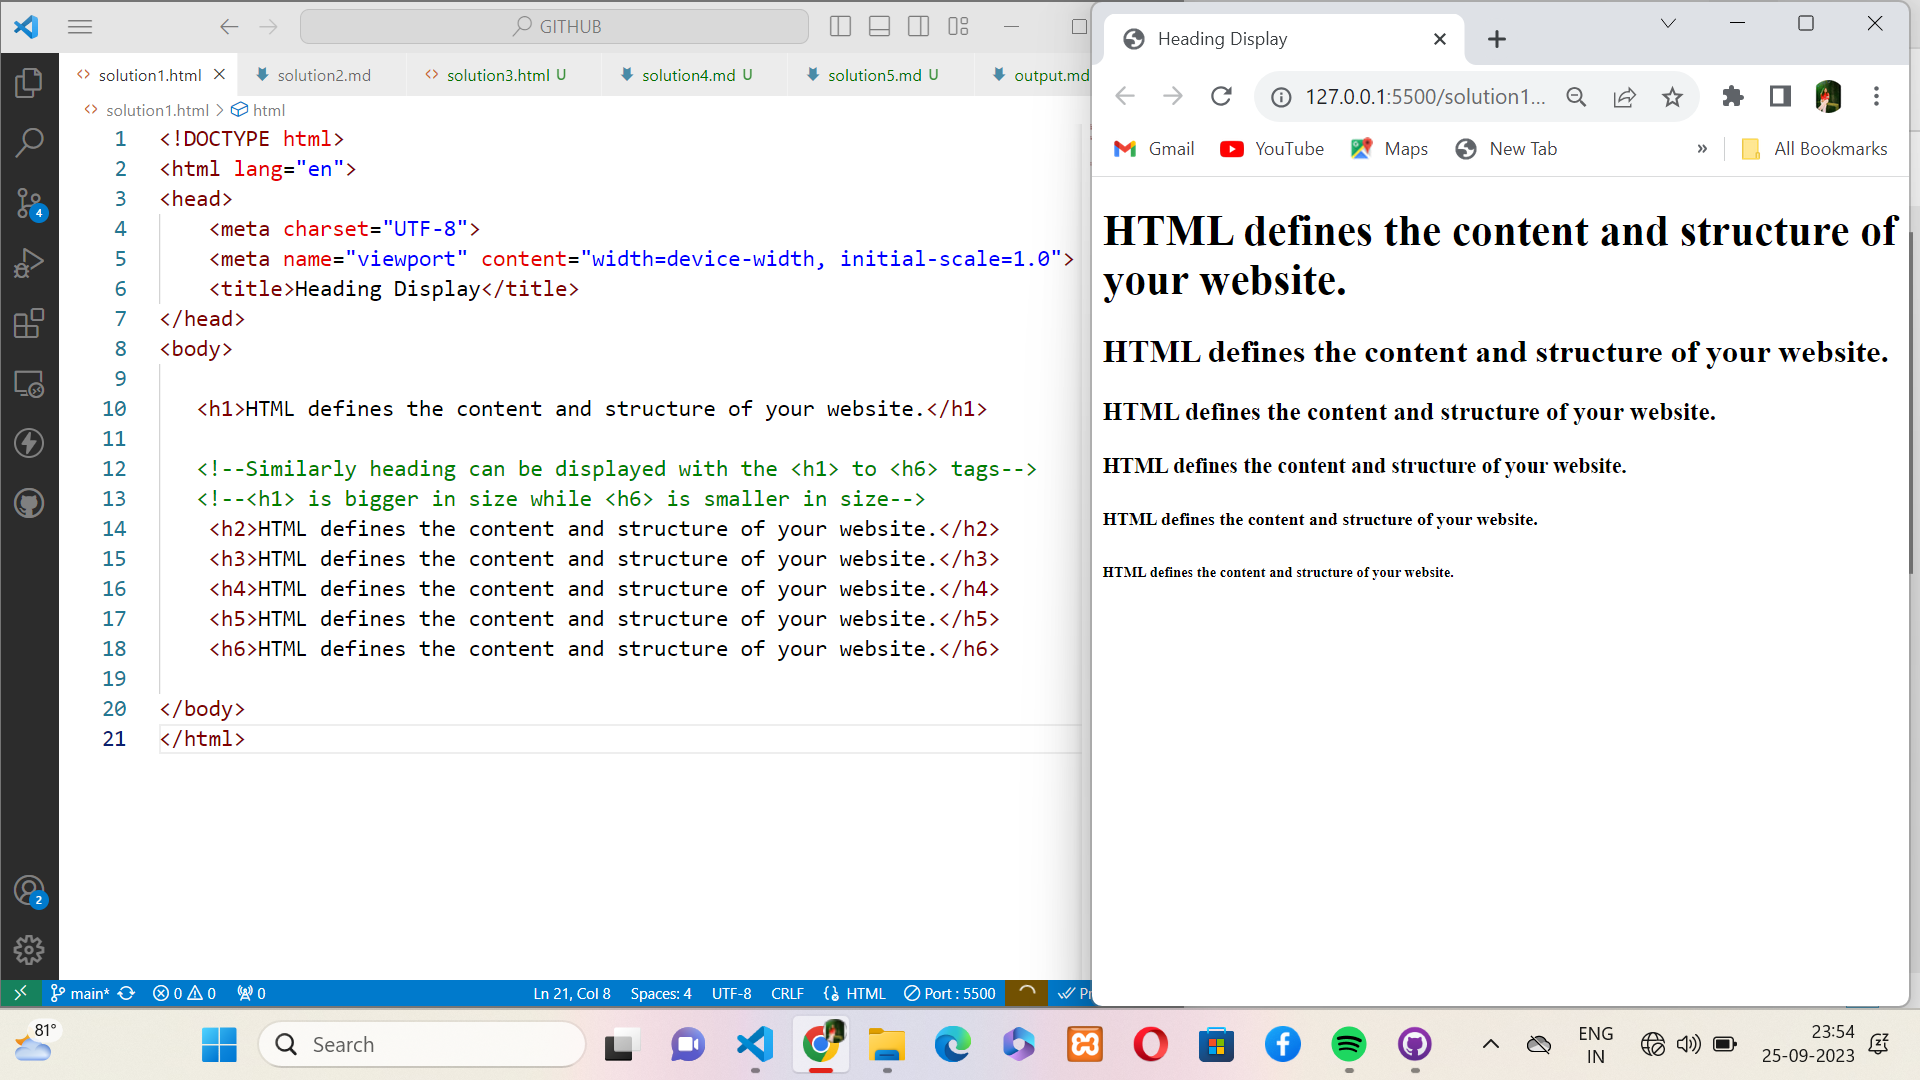 GITHUB
solution1.html
solution2.md
solution3.html U
solution4.md U
solution5.md U
output.md
solution1.html > html
1 <!DOCTYPE html>
2 <html lang="en">
3 <head>
4 <meta charset="UTF-8">
5 <meta name="viewport" content="width=device-width, initial-scale=1.0">
6 <title>Heading Display</title>
7 </head>
8 <body>
9
10 <h1>HTML defines the content and structure of your website.</h1>
11
12 <!--Similarly heading can be displayed with the <h1> to <h6> tags-->
13 <!--<h1> is bigger in size while <h6> is smaller in size-->
14 <h2>HTML defines the content and structure of your website.</h2>
15 <h3>HTML defines the content and structure of your website.</h3>
16 <h4>HTML defines the content and structure of your website.</h4>
17 <h5>HTML defines the content and structure of your website.</h5>
18 <h6>HTML defines the content and structure of your website.</h6>
19
20 </body>
21 </html>
4
2
main* 0 0 0 Ln 21, Col 8 Spaces: 4 UTF-8 CRLF HTML Port : 5500
Heading Display
127.0.0.1:5500/solution1...
Gmail YouTube Maps New Tab » All Bookmarks
HTML defines the content and structure of
your website.
HTML defines the content and structure of your website.
HTML defines the content and structure of your website.
HTML defines the content and structure of your website.
HTML defines the content and structure of your website.
HTML defines the content and structure of your website.
81°
Search
ENG
IN
23:54
25-09-2023